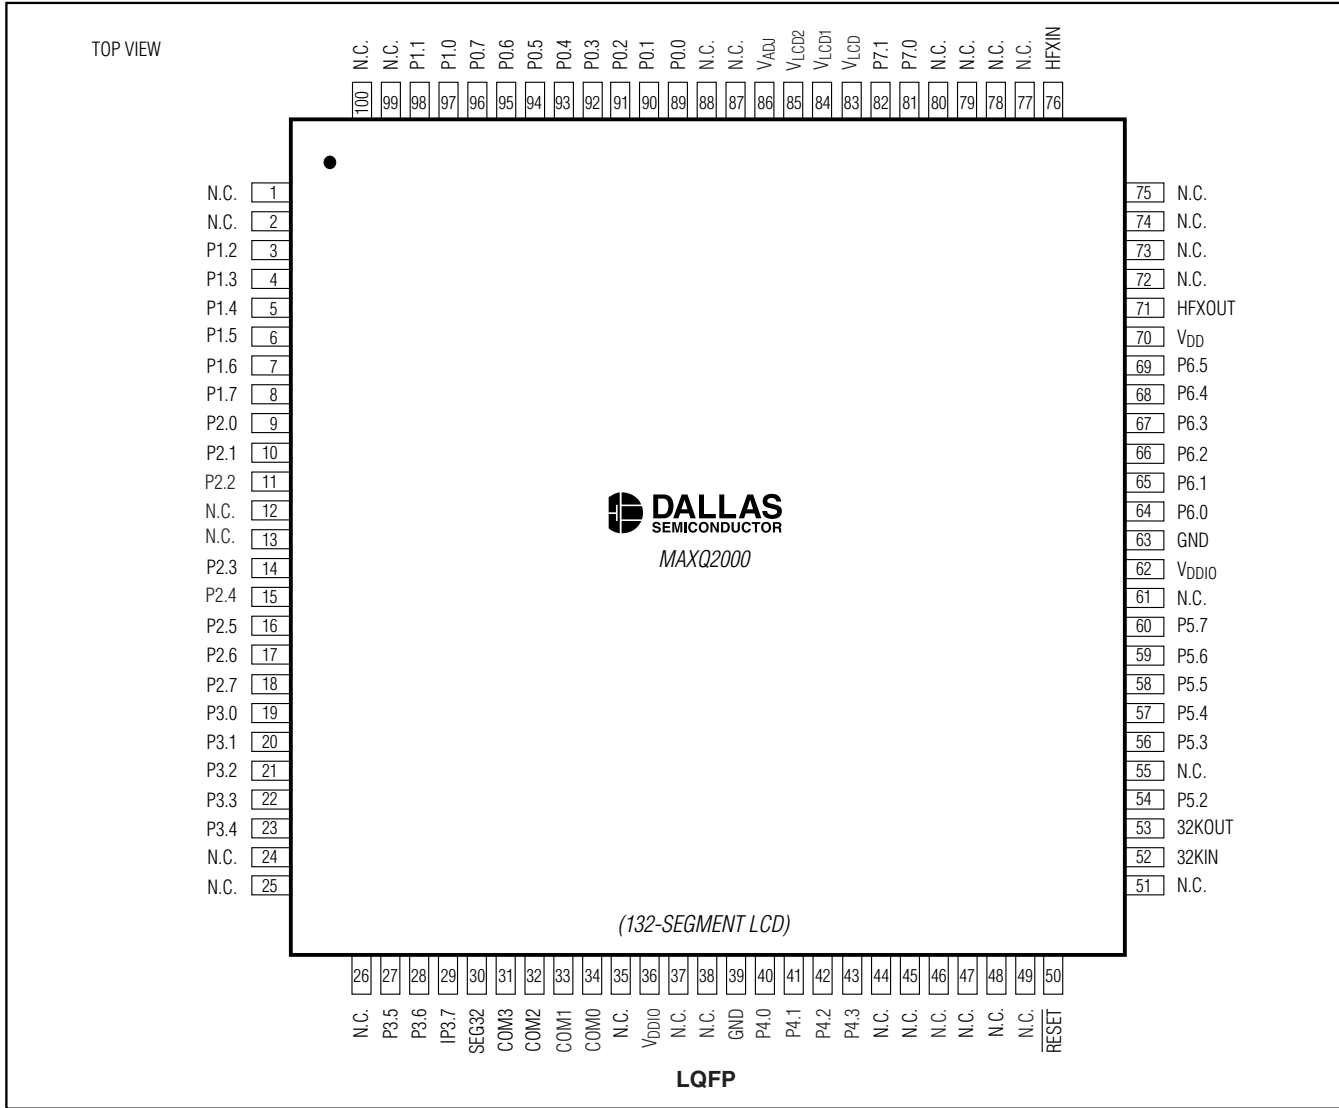 TOP VIEW
N.C. N.C. P1.1 P1.0 P0.7 P0.6 P0.5 P0.4 P0.3 P0.2 P0.1 P0.0 N.C. N.C. VADJ VLCD2 VLCD1 VLCD P7.1 P7.0 N.C. N.C. N.C. N.C. HFXIN
100 99 98 97 96 95 94 93 92 91 90 89 88 87 86 85 84 83 82 81 80 79 78 77 76
N.C. 1
N.C. 2
P1.2 3
P1.3 4
P1.4 5
P1.5 6
P1.6 7
P1.7 8
P2.0 9
P2.1 10
P2.2 11
N.C. 12
N.C. 13
P2.3 14
P2.4 15
P2.5 16
P2.6 17
P2.7 18
P3.0 19
P3.1 20
P3.2 21
P3.3 22
P3.4 23
N.C. 24
N.C. 25
DALLAS
SEMICONDUCTOR
MAXQ2000
(132-SEGMENT LCD)
75 N.C.
74 N.C.
73 N.C.
72 N.C.
71 HFXOUT
70 VDD
69 P6.5
68 P6.4
67 P6.3
66 P6.2
65 P6.1
64 P6.0
63 GND
62 VDDIO
61 N.C.
60 P5.7
59 P5.6
58 P5.5
57 P5.4
56 P5.3
55 N.C.
54 P5.2
53 32KOUT
52 32KIN
51 N.C.
26 27 28 29 30 31 32 33 34 35 36 37 38 39 40 41 42 43 44 45 46 47 48 49 50
N.C. P3.5 P3.6 IP3.7 SEG32 COM3 COM2 COM1 COM0 N.C. VDDIO N.C. N.C. GND P4.0 P4.1 P4.2 P4.3 N.C. N.C. N.C. N.C. N.C. N.C. RESET
LQFP